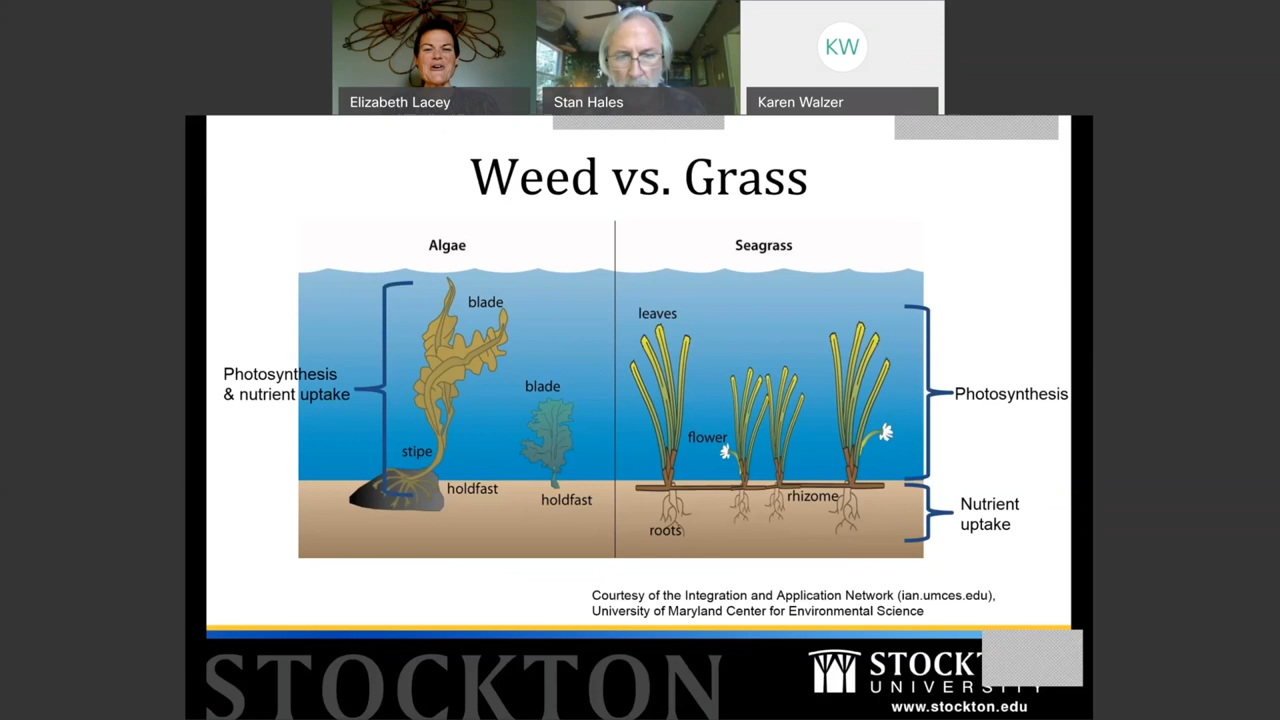 KW
Elizabeth Lacey
Stan Hales
Karen Walzer
Weed vs. Grass
Algae
Seagrass
blade
leaves
Photosynthesis
& nutrient uptake
blade
Photosynthesis
flower
stipe
holdfast
holdfast
rhizome
roots
Nutrient
uptake
Courtesy of the Integration and Application Network (ian.umces.edu),
University of Maryland Center for Environmental Science
STOCKTON
STOCKT
UNIVERSITY
www.stockton.edu